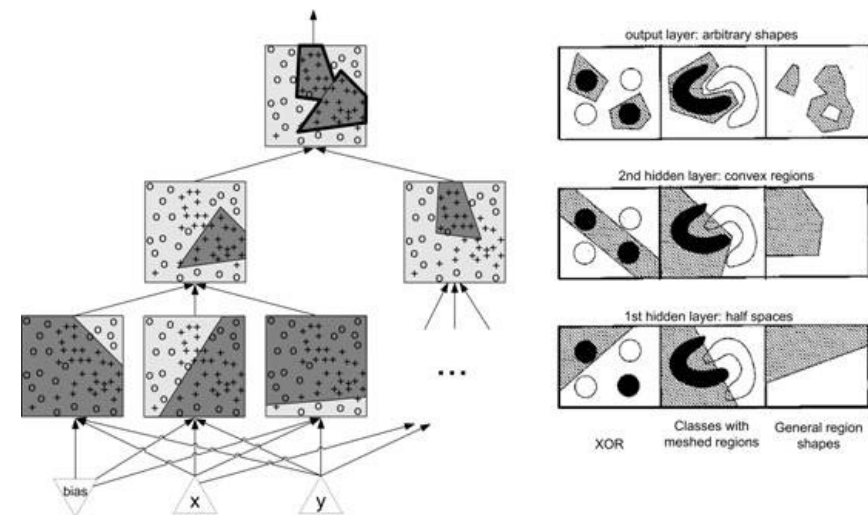 output layer: arbitrary shapes
2nd hidden layer: convex regions
1st hidden layer: half spaces
...
XOR
Classes with
meshed regions
General region
shapes
bias
x
y